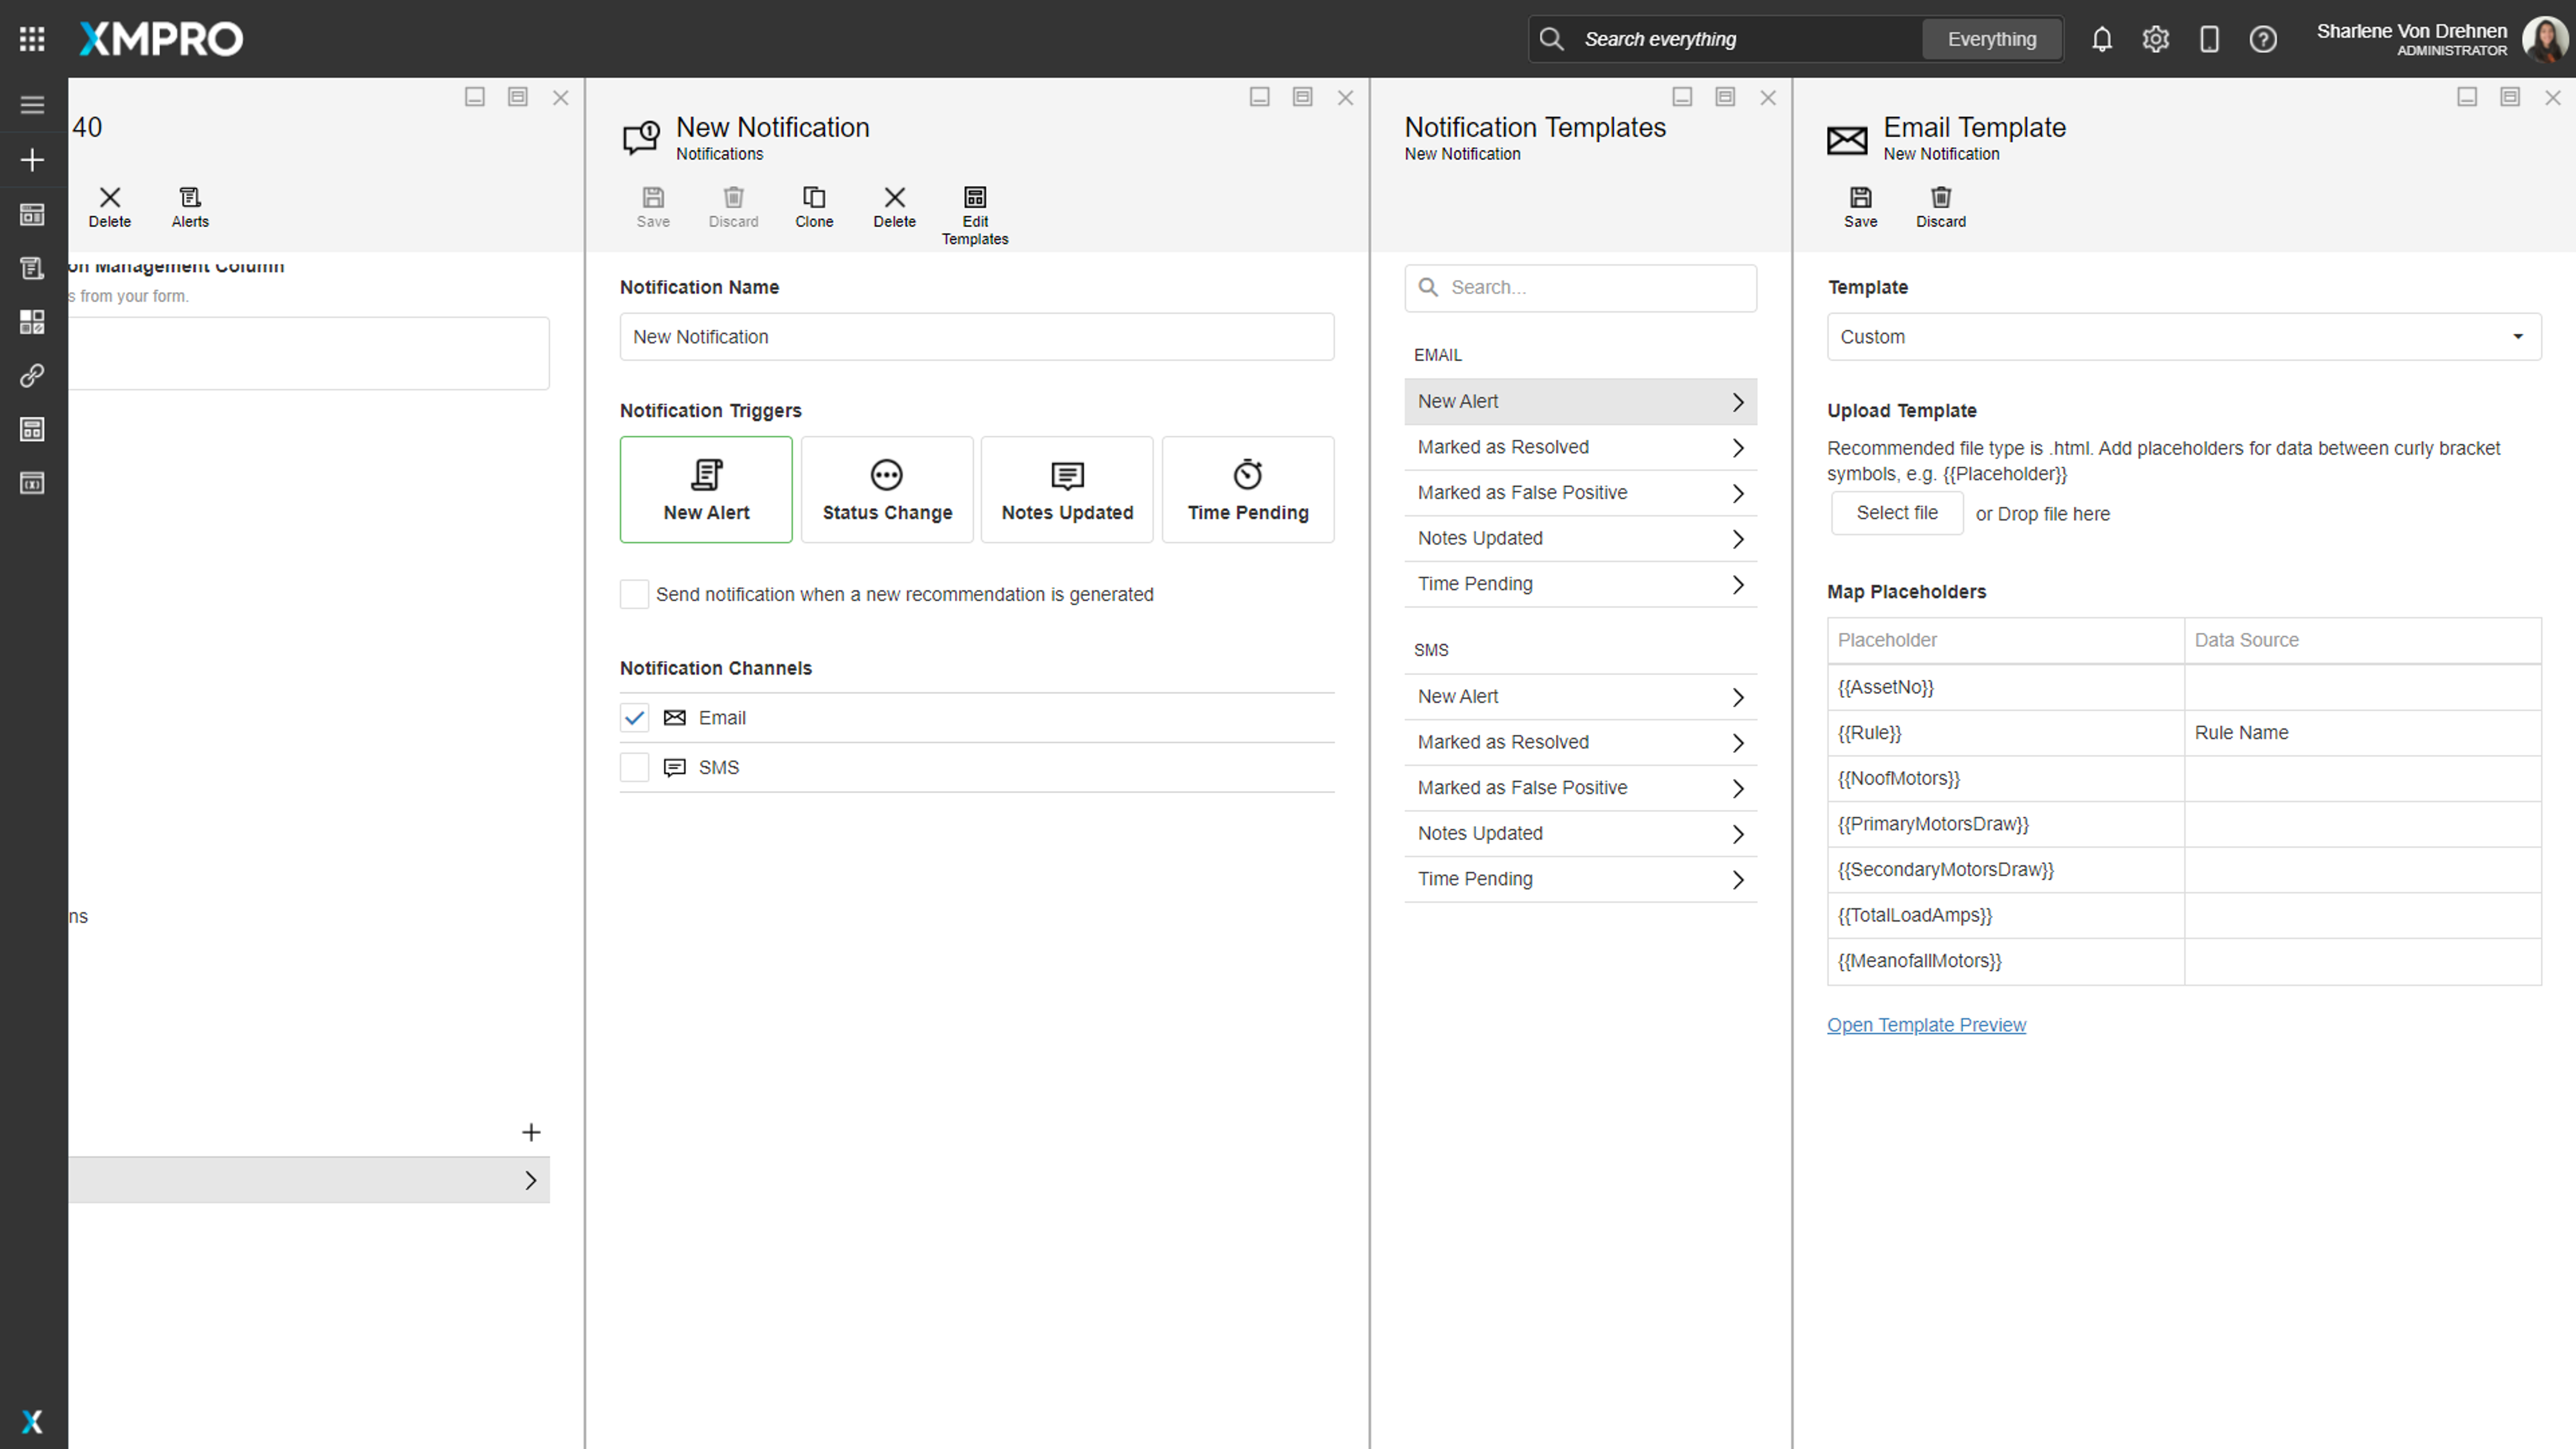 XMPRO
Search everything
Everything
Sharlene Von Drehnen
ADMINISTRATOR
40
Delete
Alerts
on Management Column
s from your form.
ns
New Notification
Notifications
Save
Discard
Clone
Delete
Edit
Templates
Notification Name
New Notification
Notification Triggers
New Alert
Status Change
Notes Updated
Time Pending
Send notification when a new recommendation is generated
Notification Channels
Email
SMS
Notification Templates
New Notification
Search...
EMAIL
New Alert
Marked as Resolved
Marked as False Positive
Notes Updated
Time Pending
SMS
New Alert
Marked as Resolved
Marked as False Positive
Notes Updated
Time Pending
Email Template
New Notification
Save
Discard
Template
Custom
Upload Template
Recommended file type is .html. Add placeholders for data between curly bracket
symbols, e.g. {{Placeholder}}
Select file
or Drop file here
Map Placeholders
Placeholder
Data Source
{{AssetNo}}
{{Rule}}
Rule Name
{{NoofMotors}}
{{PrimaryMotorsDraw}}
{{SecondaryMotorsDraw}}
{{TotalLoadAmps}}
{{MeanofallMotors}}
Open Template Preview